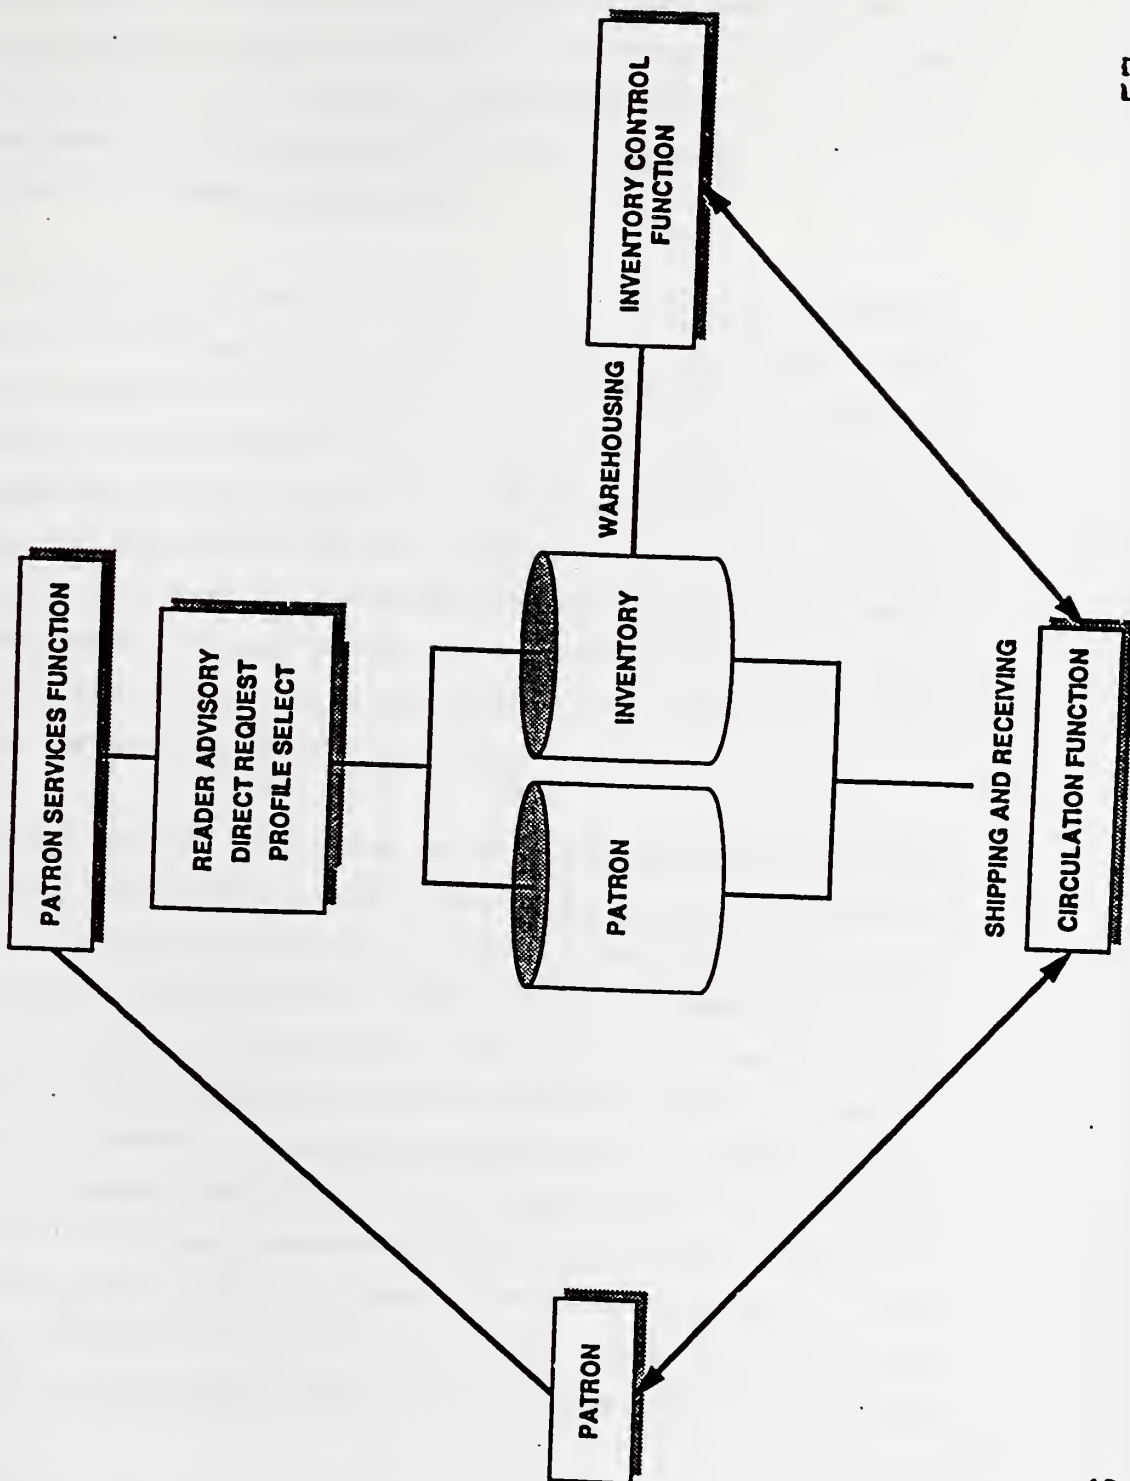 PATRON SERVICES FUNCTION
READER ADVISORY
DIRECT REQUEST
PROFILE SELECT
PATRON
PATRON
INVENTORY
WAREHOUSING
INVENTORY CONTROL
FUNCTION
SHIPPING AND RECEIVING
CIRCULATION FUNCTION